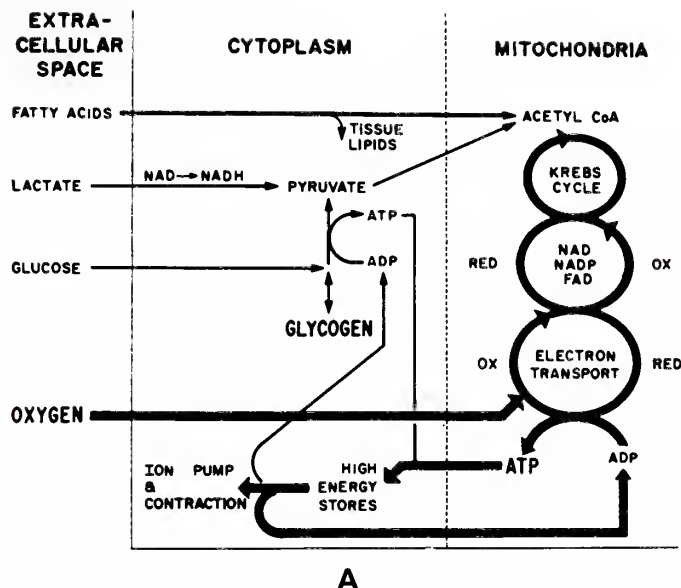 EXTRA-
CELLULAR
SPACE
CYTOPLASM
MITOCHONDRIA
FATTY ACIDS
TISSUE
LIPIDS
ACETYL CoA
LACTATE
NAD→NADH
PYRUVATE
KREBS
CYCLE
ATP
GLUCOSE
ADP
RED
NAD
NADP
FAD
OX
GLYCOGEN
OX
ELECTRON
TRANSPORT
RED
OXYGEN
ION PUMP
&
CONTRACTION
HIGH
ENERGY
STORES
ATP
ADP
A